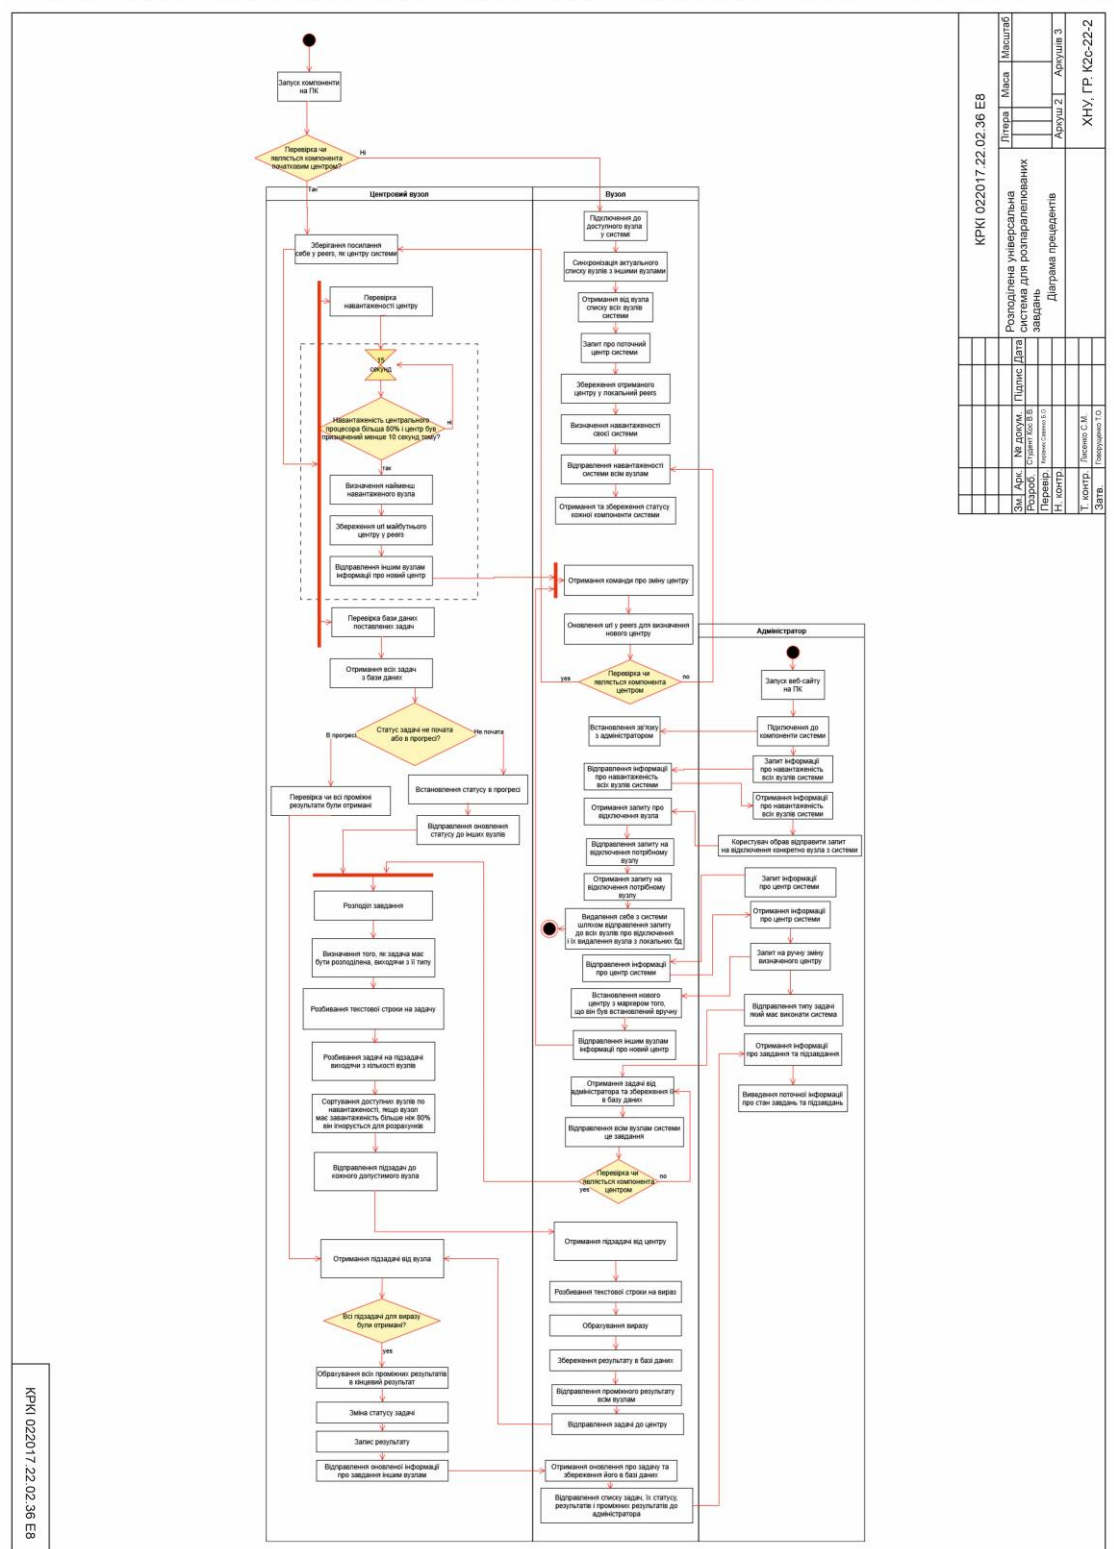 Запуск компоненти
на ПК
Перевірка чи
являється компонента
початковим центром?
Ні
Так
Центровий вузол
Зберігання посилання
себе у peers, як центру системи
Перевірка
навантаженості центру
15
секунд
Навантаженість центрального
процесора більша 80% і центр був
призначений менше 10 секунд тому?
ні
так
Визначення найменш
навантаженого вузла
Збереження url майбутнього
центру у peers
Відправлення іншим вузлам
інформації про новий центр
Перевірка бази даних
поставлених задач
Отримання всіх задач
з бази даних
Статус задачі не почата
або в прогресі?
В прогресі
Не почата
Перевірка чи всі проміжні
результати були отримані
Встановлення статусу в прогресі
Відправлення оновлення
статусу до інших вузлів
Розподіл завдання
Визначення того, як задача має
бути розподілена, виходячи з її типу
Розбивання текстової строки на задачу
Розбивання задачі на підзадачі
виходячи з кількості вузлів
Сортування доступних вузлів по
навантаженості, якщо вузол
має завантаженість більше ніж 80%
він ігнорується для розрахунків
Відправлення підзадач до
кожного допустимого вузла
Отримання підзадачі від вузла
Всі підзадачі для виразу
були отримані?
yes
Обрахування всіх проміжних результатів
в кінцевий результат
Зміна статусу задачі
Запис результату
Відправлення оновленої інформації
про завдання іншим вузлам
Вузол
Підключення до
доступного вузла
у системі
Синхронізація актуального
списку вузлів з іншими вузлами
Отримання від вузла
списку всіх вузлів
системи
Запит про поточний
центр системи
Збереження отриманого
центру у локальний peers
Визначення навантаженості
своєї системи
Відправлення навантаженості
системи всім вузлам
Отримання та збереження статусу
кожної компоненти системи
Отримання команди про зміну центру
Оновлення url у peers для визначення
нового центру
Перевірка чи
являється компонента
центром
yes
no
Встановлення зв'язку
з адміністратором
Відправлення інформації
про навантаженість
всіх вузлів системи
Отримання запиту про
відключення вузла
Відправлення запиту на
відключення потрібному
вузлу
Отримання запиту на
відключення потрібному
вузлу
Видалення себе з системи
шляхом відправлення запиту
до всіх вузлів про відключення
і їх видалення вузла з локальних бд
Відправлення інформації
про центр системи
Встановлення нового
центру з маркером того,
що він був встановлений вручну
Відправлення іншим вузлам
інформації про новий центр
Отримання задачі від
адміністратора та збереження її
в базу даних
Відправлення всім вузлам системи
це завдання
Перевірка чи
являється компонента
центром
yes
no
Отримання підзадачі від центру
Розбивання текстової строки на вираз
Обрахування виразу
Збереження результату в базі даних
Відправлення проміжного результату
всім вузлам
Відправлення задачі до центру
Отримання оновлення про задачу та
збереження його в базі даних
Відправлення списку задач, їх статусу,
результатів і проміжних результатів до
адміністратора
Адміністратор
Запуск веб-сайту
на ПК
Підключення до
компоненти системи
Запит інформації
про навантаженість
всіх вузлів системи
Отримання інформації
про навантаженість
всіх вузлів системи
Користувач обрав відправити запит
на відключення конкретно вузла з системи
Запит інформації
про центр системи
Отримання інформації
про центр системи
Запит на ручну зміну
визначеного центру
Відправлення типу задачі
який має виконати система
Отримання інформації
про завдання та підзавдання
Виведення поточної інформації
про стан завдань та підзавдань
КРКІ 022017.22.02.36 Е8
Розподілена універсальна
система для розпаралелюваних
завдань
Діаграма прецедентів
Літера Маса Масштаб
Аркуш 2 Аркушів 3
ХНУ, ГР. К2с-22-2
Зм. Арк. № докум. Підпис Дата
Розроб. Студент Кос В.В.
Перевір.
Н. контр.
Т. контр. Лисенко С.М.
Затв. Говорущенко Т.О.
КРКІ 022017.22.02.36 Е8